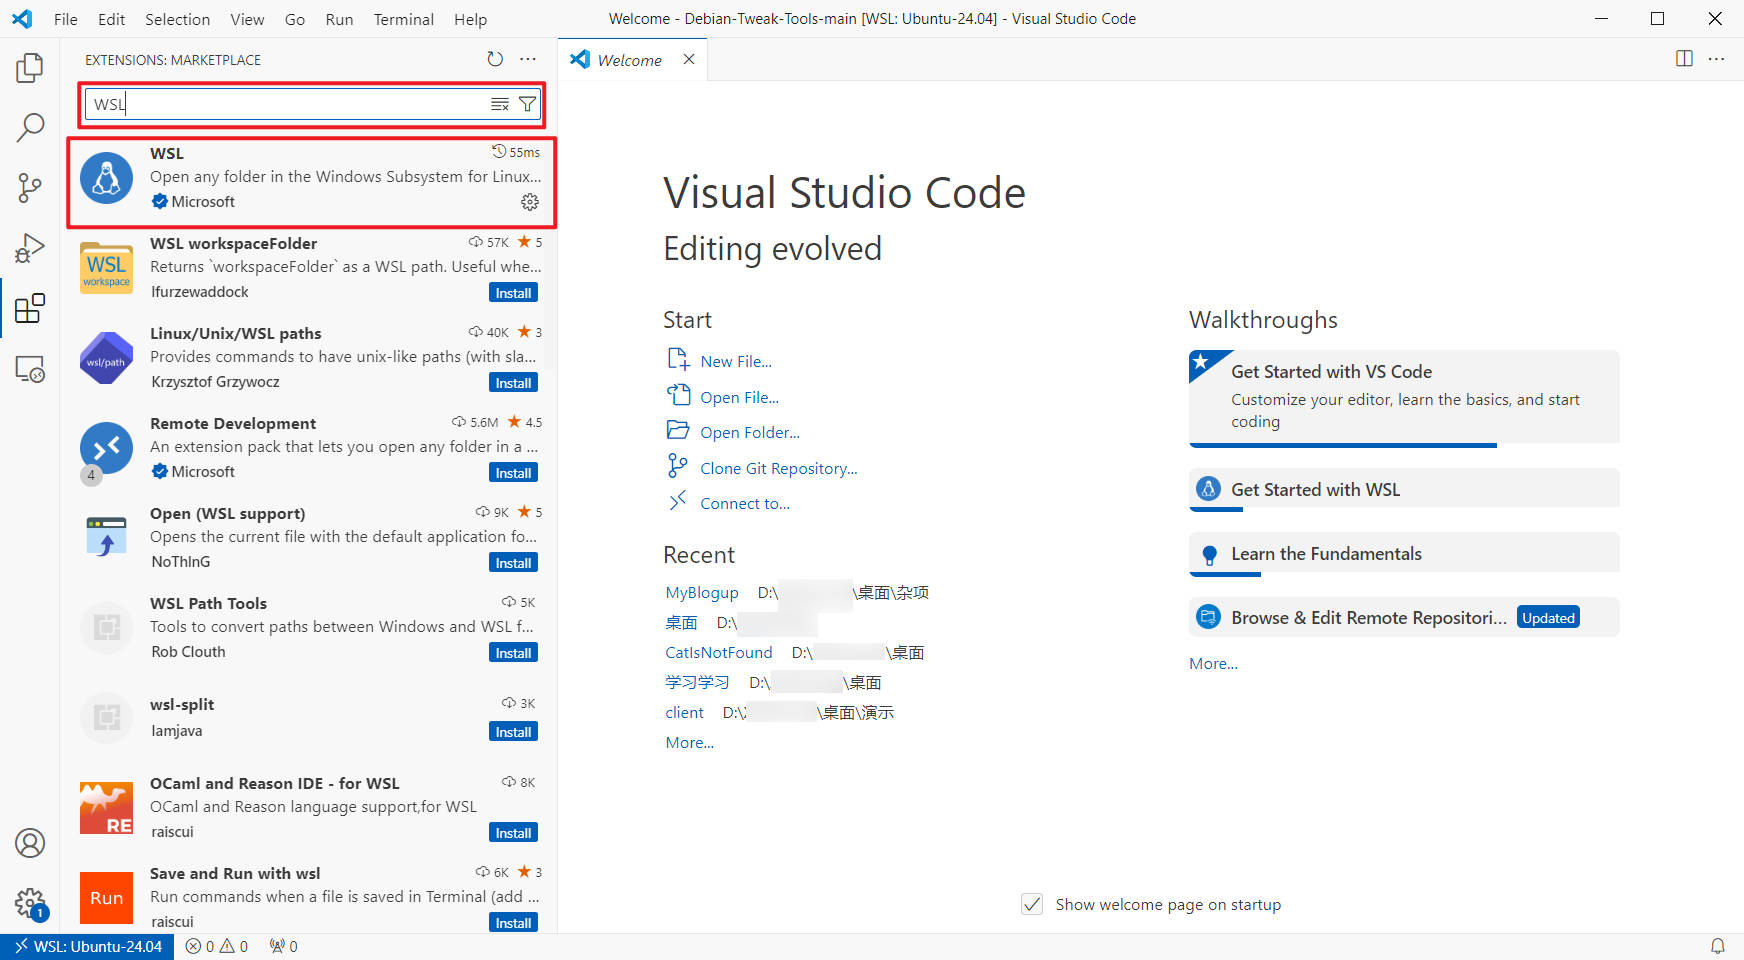 File Edit Selection View Go Run Terminal Help
Welcome - Debian-Tweak-Tools-main [WSL: Ubuntu-24.04] - Visual Studio Code
EXTENSIONS: MARKETPLACE
WSL
WSL
55ms
Open any folder in the Windows Subsystem for Linux...
Microsoft
WSL
workspace
WSL workspaceFolder
57K 5
Returns `workspaceFolder` as a WSL path. Useful whe...
lfurzewaddock
Install
wsl/path
Linux/Unix/WSL paths
40K 3
Provides commands to have unix-like paths (with sla...
Krzysztof Grzywocz
Install
4
Remote Development
5.6M 4.5
An extension pack that lets you open any folder in a ...
Microsoft
Install
Open (WSL support)
9K 5
Opens the current file with the default application fo...
NoThInG
Install
WSL Path Tools
5K
Tools to convert paths between Windows and WSL f...
Rob Clouth
Install
wsl-split
3K
Iamjava
Install
RE
OCaml and Reason IDE - for WSL
8K
OCaml and Reason language support,for WSL
raiscui
Install
Run
Save and Run with wsl
6K 3
Run commands when a file is saved in Terminal (add ...
raiscui
Install
1
Welcome
Visual Studio Code
Editing evolved
Start
New File...
Open File...
Open Folder...
Clone Git Repository...
Connect to...
Recent
MyBlogup D:\ \桌面\杂项
桌面 D:\
CatIsNotFound D:\ \桌面
学习学习 D:\ \桌面
client D:\ \桌面\演示
More...
Walkthroughs
Get Started with VS Code
Customize your editor, learn the basics, and start
coding
Get Started with WSL
Learn the Fundamentals
Browse & Edit Remote Repositori... Updated
More...
Show welcome page on startup
WSL: Ubuntu-24.04 0 0 0